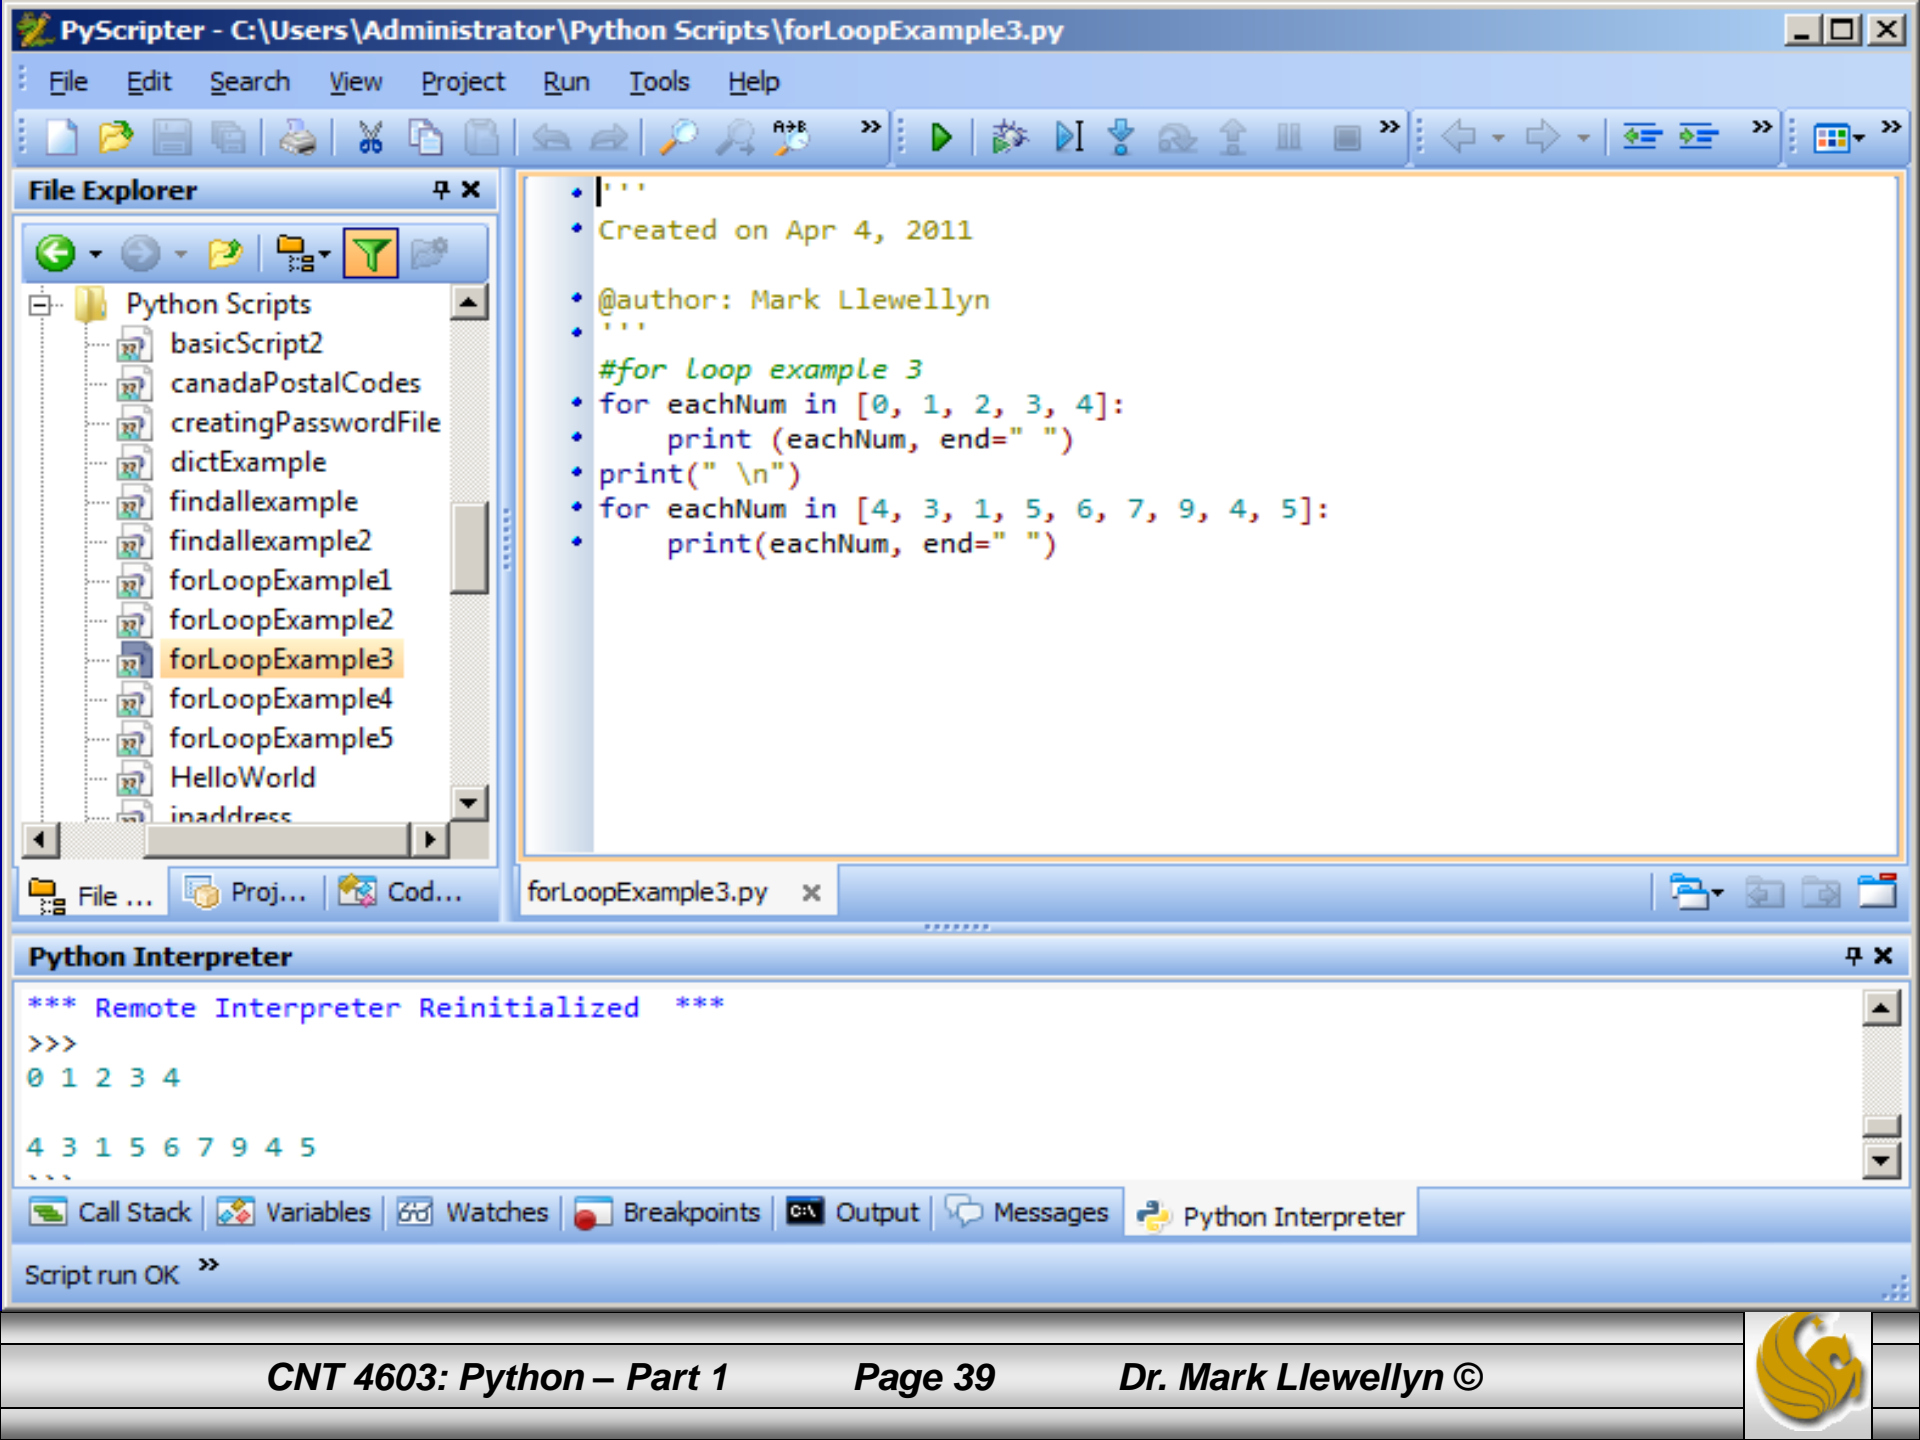 PyScripter - C:\Users\Administrator\Python Scripts\forLoopExample3.py
File Edit Search View Project Run Tools Help
File Explorer
Python Scripts
basicScript2
canadaPostalCodes
creatingPasswordFile
dictExample
findallexample
findallexample2
forLoopExample1
forLoopExample2
forLoopExample3
forLoopExample4
forLoopExample5
HelloWorld
ipaddress
File ... Proj... Cod...
'''
Created on Apr 4, 2011
@author: Mark Llewellyn
'''
#for loop example 3
for eachNum in [0, 1, 2, 3, 4]:
    print (eachNum, end=" ")
print(" \n")
for eachNum in [4, 3, 1, 5, 6, 7, 9, 4, 5]:
    print(eachNum, end=" ")
forLoopExample3.py
Python Interpreter
*** Remote Interpreter Reinitialized  ***
>>>
0 1 2 3 4
4 3 1 5 6 7 9 4 5
>>>
Call Stack Variables Watches Breakpoints Output Messages Python Interpreter
Script run OK
CNT 4603: Python – Part 1 Page 39 Dr. Mark Llewellyn ©